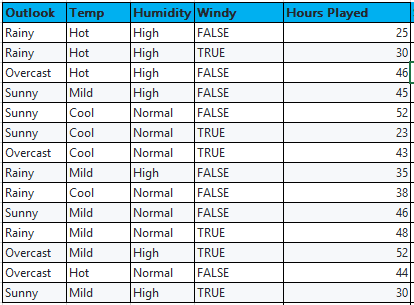 Outlook Temp Humidity Windy Hours Played
Rainy Hot High FALSE 25
Rainy Hot High TRUE 30
Overcast Hot High FALSE 46
Sunny Mild High FALSE 45
Sunny Cool Normal FALSE 52
Sunny Cool Normal TRUE 23
Overcast Cool Normal TRUE 43
Rainy Mild High FALSE 35
Rainy Cool Normal FALSE 38
Sunny Mild Normal FALSE 46
Rainy Mild Normal TRUE 48
Overcast Mild High TRUE 52
Overcast Hot Normal FALSE 44
Sunny Mild High TRUE 30